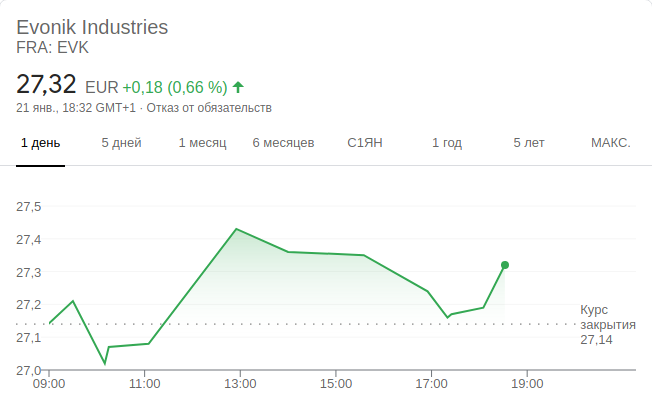 Evonik Industries
FRA: EVK
27,32 EUR +0,18 (0,66 %)
21 янв., 18:32 GMT+1 · Отказ от обязательств
1 день 5 дней 1 месяц 6 месяцев С1ЯН 1 год 5 лет МАКС.
27,5
27,4
27,3
27,2
27,1
27,0
Курс
закрытия
27,14
09:00 11:00 13:00 15:00 17:00 19:00